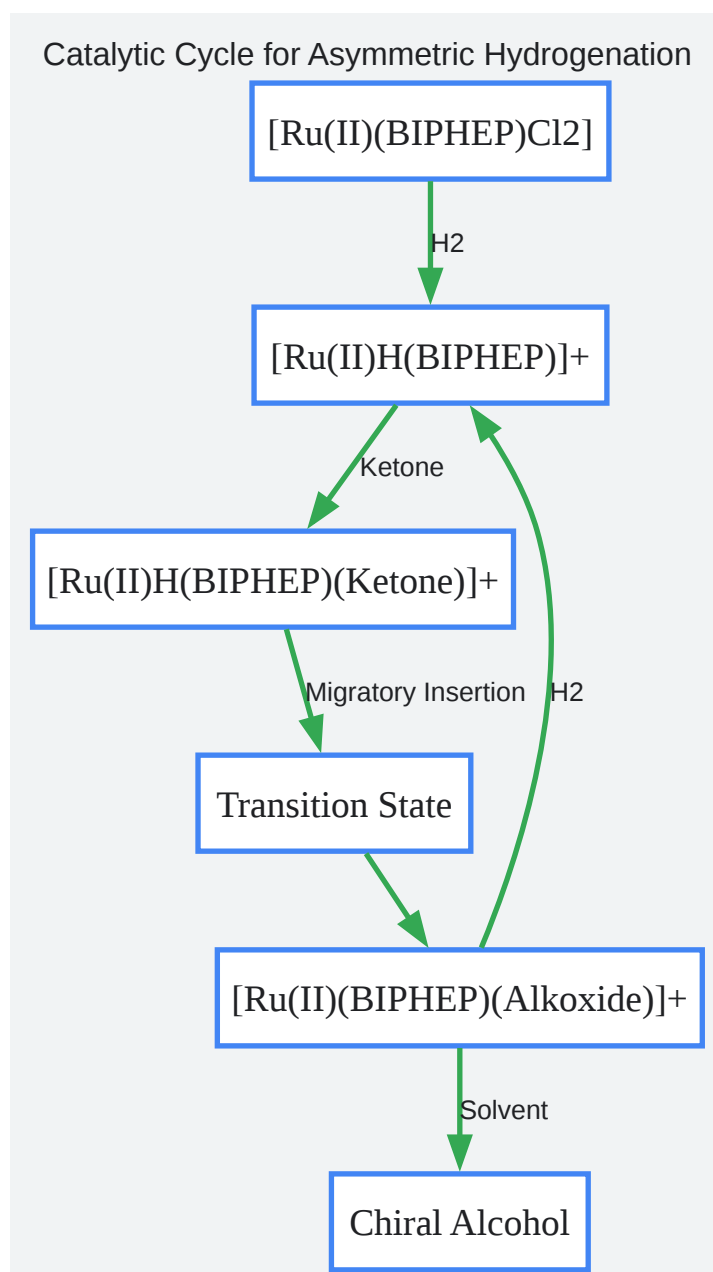 Catalytic Cycle for Asymmetric Hydrogenation
[Ru(II)(BIPHEP)Cl2]
H2
[Ru(II)H(BIPHEP)]+
Ketone
[Ru(II)H(BIPHEP)(Ketone)]+
Migratory Insertion
H2
Transition State
[Ru(II)(BIPHEP)(Alkoxide)]+
Solvent
Chiral Alcohol